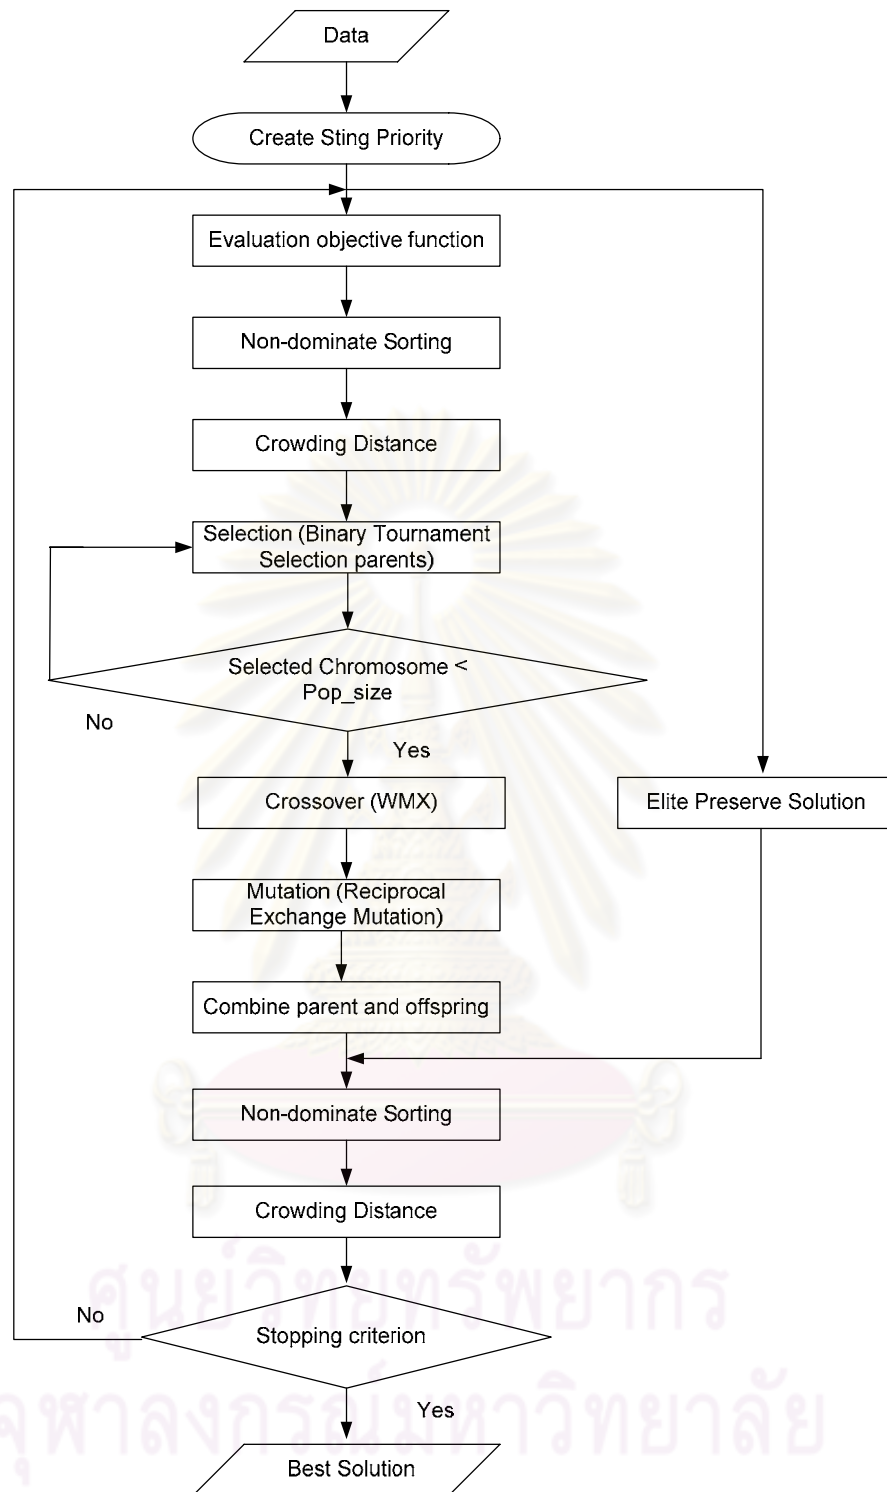 Data
Create Sting Priority
Evaluation objective function
Non-dominate Sorting
Crowding Distance
Selection (Binary Tournament
Selection parents)
Selected Chromosome <
Pop_size
No
Yes
Crossover (WMX)
Elite Preserve Solution
Mutation (Reciprocal
Exchange Mutation)
Combine parent and offspring
Non-dominate Sorting
Crowding Distance
ศูนย์วิทยทรัพยากร
No
Stopping criterion
จุฬาลงกรณ์มหาวิทยาลัย
Yes
Best Solution